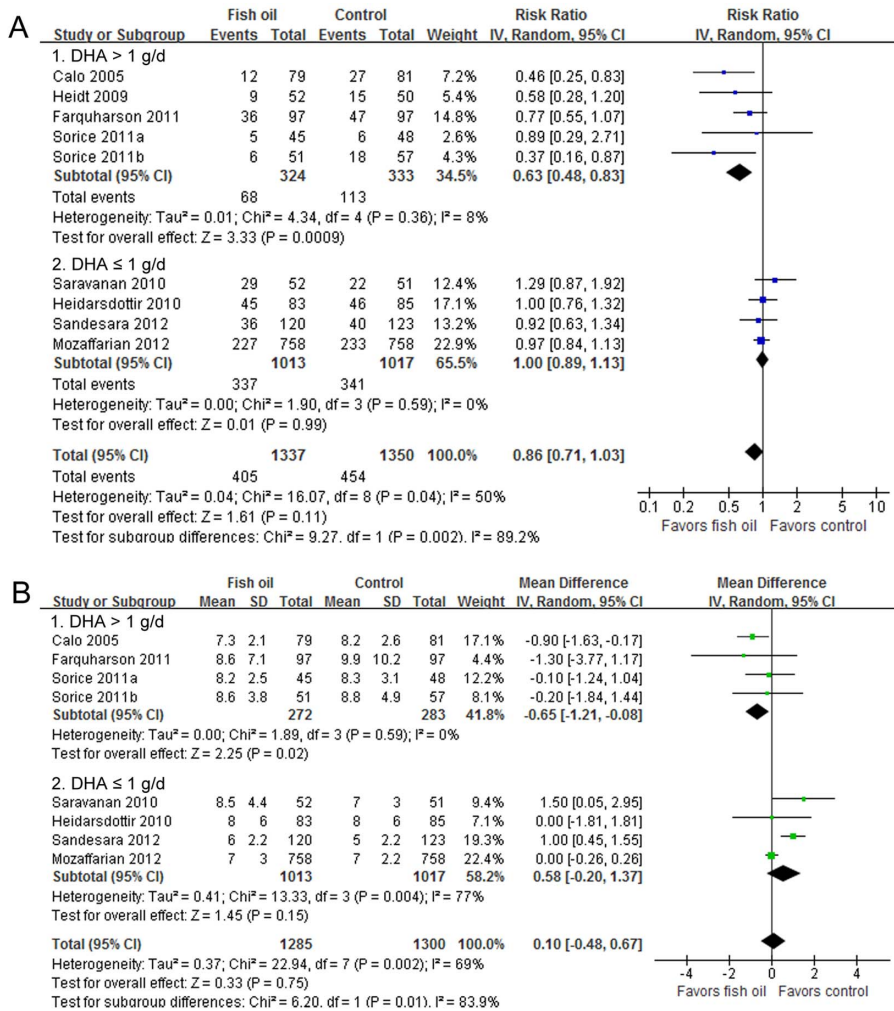 A
Fish oil Control Risk Ratio Risk Ratio
Study or Subgroup Events Total Events Total Weight IV, Random, 95% CI IV, Random, 95% CI
1. DHA > 1 g/d
Calo 2005 12 79 27 81 7.2% 0.46 [0.25, 0.83]
Heidt 2009 9 52 15 50 5.4% 0.58 [0.28, 1.20]
Farquharson 2011 36 97 47 97 14.8% 0.77 [0.55, 1.07]
Sorice 2011a 5 45 6 48 2.6% 0.89 [0.29, 2.71]
Sorice 2011b 6 51 18 57 4.3% 0.37 [0.16, 0.87]
Subtotal (95% CI) 324 333 34.5% 0.63 [0.48, 0.83]
Total events 68 113
Heterogeneity: Tau² = 0.01; Chi² = 4.34, df = 4 (P = 0.36); I² = 8%
Test for overall effect: Z = 3.33 (P = 0.0009)
2. DHA ≤ 1 g/d
Saravanan 2010 29 52 22 51 12.4% 1.29 [0.87, 1.92]
Heidarsdottir 2010 45 83 46 85 17.1% 1.00 [0.76, 1.32]
Sandesara 2012 36 120 40 123 13.2% 0.92 [0.63, 1.34]
Mozaffarian 2012 227 758 233 758 22.9% 0.97 [0.84, 1.13]
Subtotal (95% CI) 1013 1017 65.5% 1.00 [0.89, 1.13]
Total events 337 341
Heterogeneity: Tau² = 0.00; Chi² = 1.90, df = 3 (P = 0.59); I² = 0%
Test for overall effect: Z = 0.01 (P = 0.99)
Total (95% CI) 1337 1350 100.0% 0.86 [0.71, 1.03]
Total events 405 454
Heterogeneity: Tau² = 0.04; Chi² = 16.07, df = 8 (P = 0.04); I² = 50%
Test for overall effect: Z = 1.61 (P = 0.11)
Test for subgroup differences: Chi² = 9.27, df = 1 (P = 0.002), I² = 89.2%
0.1 0.2 0.5 1 2 5 10
Favors fish oil Favors control
B
Fish oil Control Mean Difference Mean Difference
Study or Subgroup Mean SD Total Mean SD Total Weight IV, Random, 95% CI IV, Random, 95% CI
1. DHA > 1 g/d
Calo 2005 7.3 2.1 79 8.2 2.6 81 17.1% -0.90 [-1.63, -0.17]
Farquharson 2011 8.6 7.1 97 9.9 10.2 97 4.4% -1.30 [-3.77, 1.17]
Sorice 2011a 8.2 2.5 45 8.3 3.1 48 12.2% -0.10 [-1.24, 1.04]
Sorice 2011b 8.6 3.8 51 8.8 4.9 57 8.1% -0.20 [-1.84, 1.44]
Subtotal (95% CI) 272 283 41.8% -0.65 [-1.21, -0.08]
Heterogeneity: Tau² = 0.00; Chi² = 1.89, df = 3 (P = 0.59); I² = 0%
Test for overall effect: Z = 2.25 (P = 0.02)
2. DHA ≤ 1 g/d
Saravanan 2010 8.5 4.4 52 7 3 51 9.4% 1.50 [0.05, 2.95]
Heidarsdottir 2010 8 6 83 8 6 85 7.1% 0.00 [-1.81, 1.81]
Sandesara 2012 6 2.2 120 5 2.2 123 19.3% 1.00 [0.45, 1.55]
Mozaffarian 2012 7 3 758 7 2.2 758 22.4% 0.00 [-0.26, 0.26]
Subtotal (95% CI) 1013 1017 58.2% 0.58 [-0.20, 1.37]
Heterogeneity: Tau² = 0.41; Chi² = 13.33, df = 3 (P = 0.004); I² = 77%
Test for overall effect: Z = 1.45 (P = 0.15)
Total (95% CI) 1285 1300 100.0% 0.10 [-0.48, 0.67]
Heterogeneity: Tau² = 0.37; Chi² = 22.94, df = 7 (P = 0.002); I² = 69%
Test for overall effect: Z = 0.33 (P = 0.75)
Test for subgroup differences: Chi² = 6.20, df = 1 (P = 0.01), I² = 83.9%
-4 -2 0 2 4
Favors fish oil Favors control